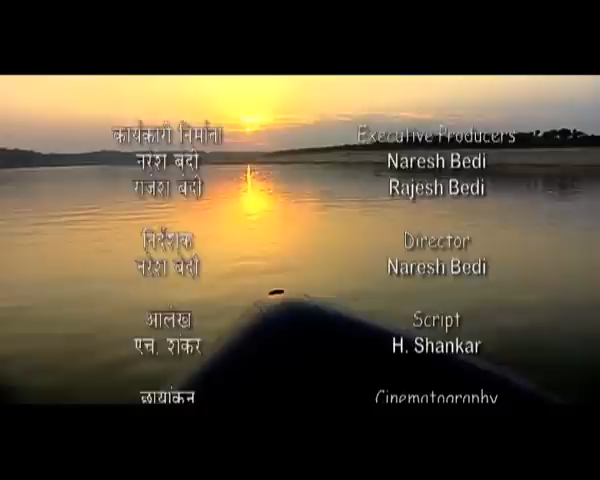 कार्यकारी निर्माता Executive Producers
नरेश बेदी Naresh Bedi
राजेश बेदी Rajesh Bedi
निर्देशक Director
नरेश बेदी Naresh Bedi
आलेख Script
एच. शंकर H. Shankar
छायांकन Cinematography